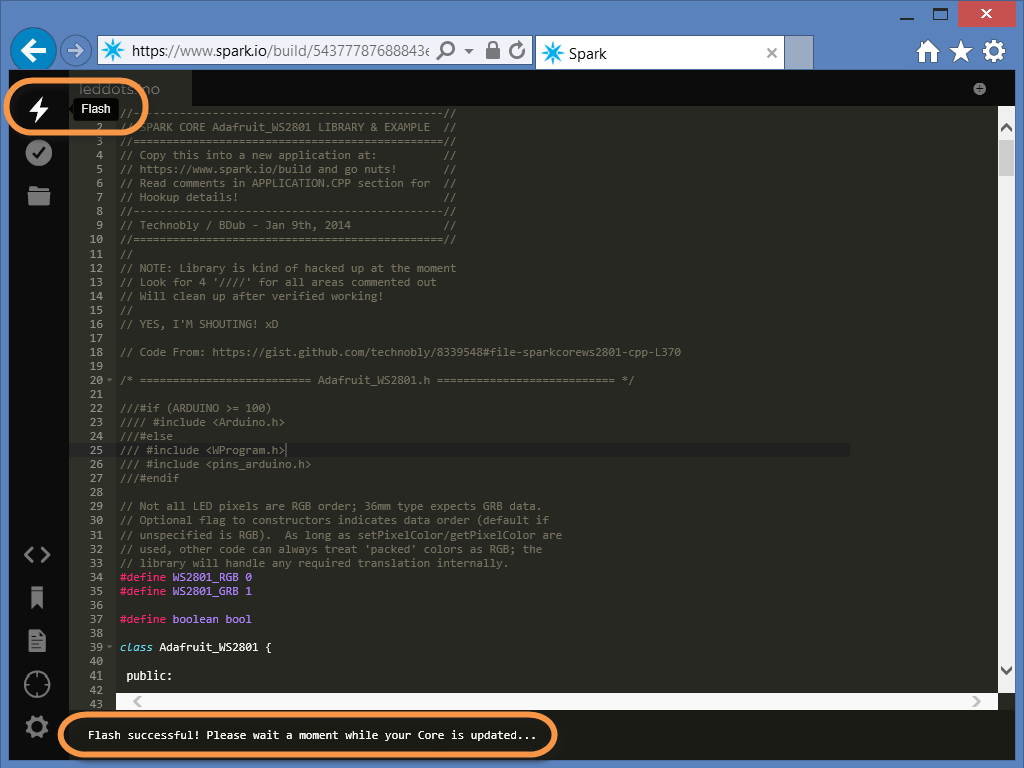 https://www.spark.io/build/54377787688843e
Spark
leddots.ino
Flash
//-----------------------------------------------//
2 // SPARK CORE Adafruit_WS2801 LIBRARY & EXAMPLE  //
3 //===============================================//
4 // Copy this into a new application at:          //
5 // https://www.spark.io/build and go nuts!       //
6 // Read comments in APPLICATION.CPP section for  //
7 // Hookup details!                               //
8 //-----------------------------------------------//
9 // Technobly / BDub - Jan 9th, 2014              //
10 //===============================================//
11 //
12 // NOTE: Library is kind of hacked up at the moment
13 // Look for 4 '////' for all areas commented out
14 // Will clean up after verified working!
15 //
16 // YES, I'M SHOUTING! xD
17
18 // Code From: https://gist.github.com/technobly/8339548#file-sparkcorews2801-cpp-L370
19
20 /* ========================== Adafruit_WS2801.h =========================== */
21
22 ///#if (ARDUINO >= 100)
23 //// #include <Arduino.h>
24 ///#else
25 /// #include <WProgram.h>
26 /// #include <pins_arduino.h>
27 ///#endif
28
29 // Not all LED pixels are RGB order; 36mm type expects GRB data.
30 // Optional flag to constructors indicates data order (default if
31 // unspecified is RGB).  As long as setPixelColor/getPixelColor are
32 // used, other code can always treat 'packed' colors as RGB; the
33 // library will handle any required translation internally.
34 #define WS2801_RGB 0
35 #define WS2801_GRB 1
36
37 #define boolean bool
38
39 class Adafruit_WS2801 {
40
41  public:
42
43
Flash successful! Please wait a moment while your Core is updated...